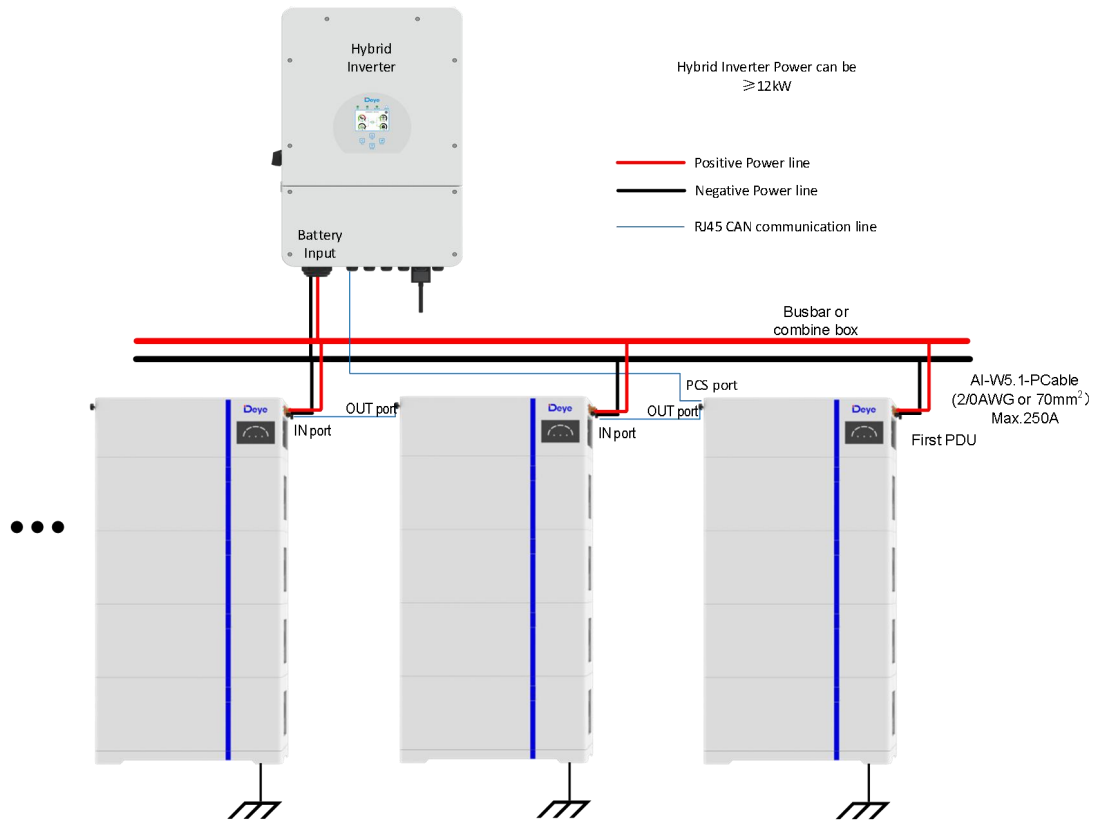 Hybrid
Inverter
Deye
Battery
Input
Hybrid Inverter Power can be
≥12kW
Positive Power line
Negative Power line
RJ45 CAN communication line
Busbar or
combine box
AI-W5.1-PCable
(2/0AWG or 70mm²)
Max.250A
PCS port
OUT port
IN port
OUT port
IN port
First PDU
Deye
Deye
Deye